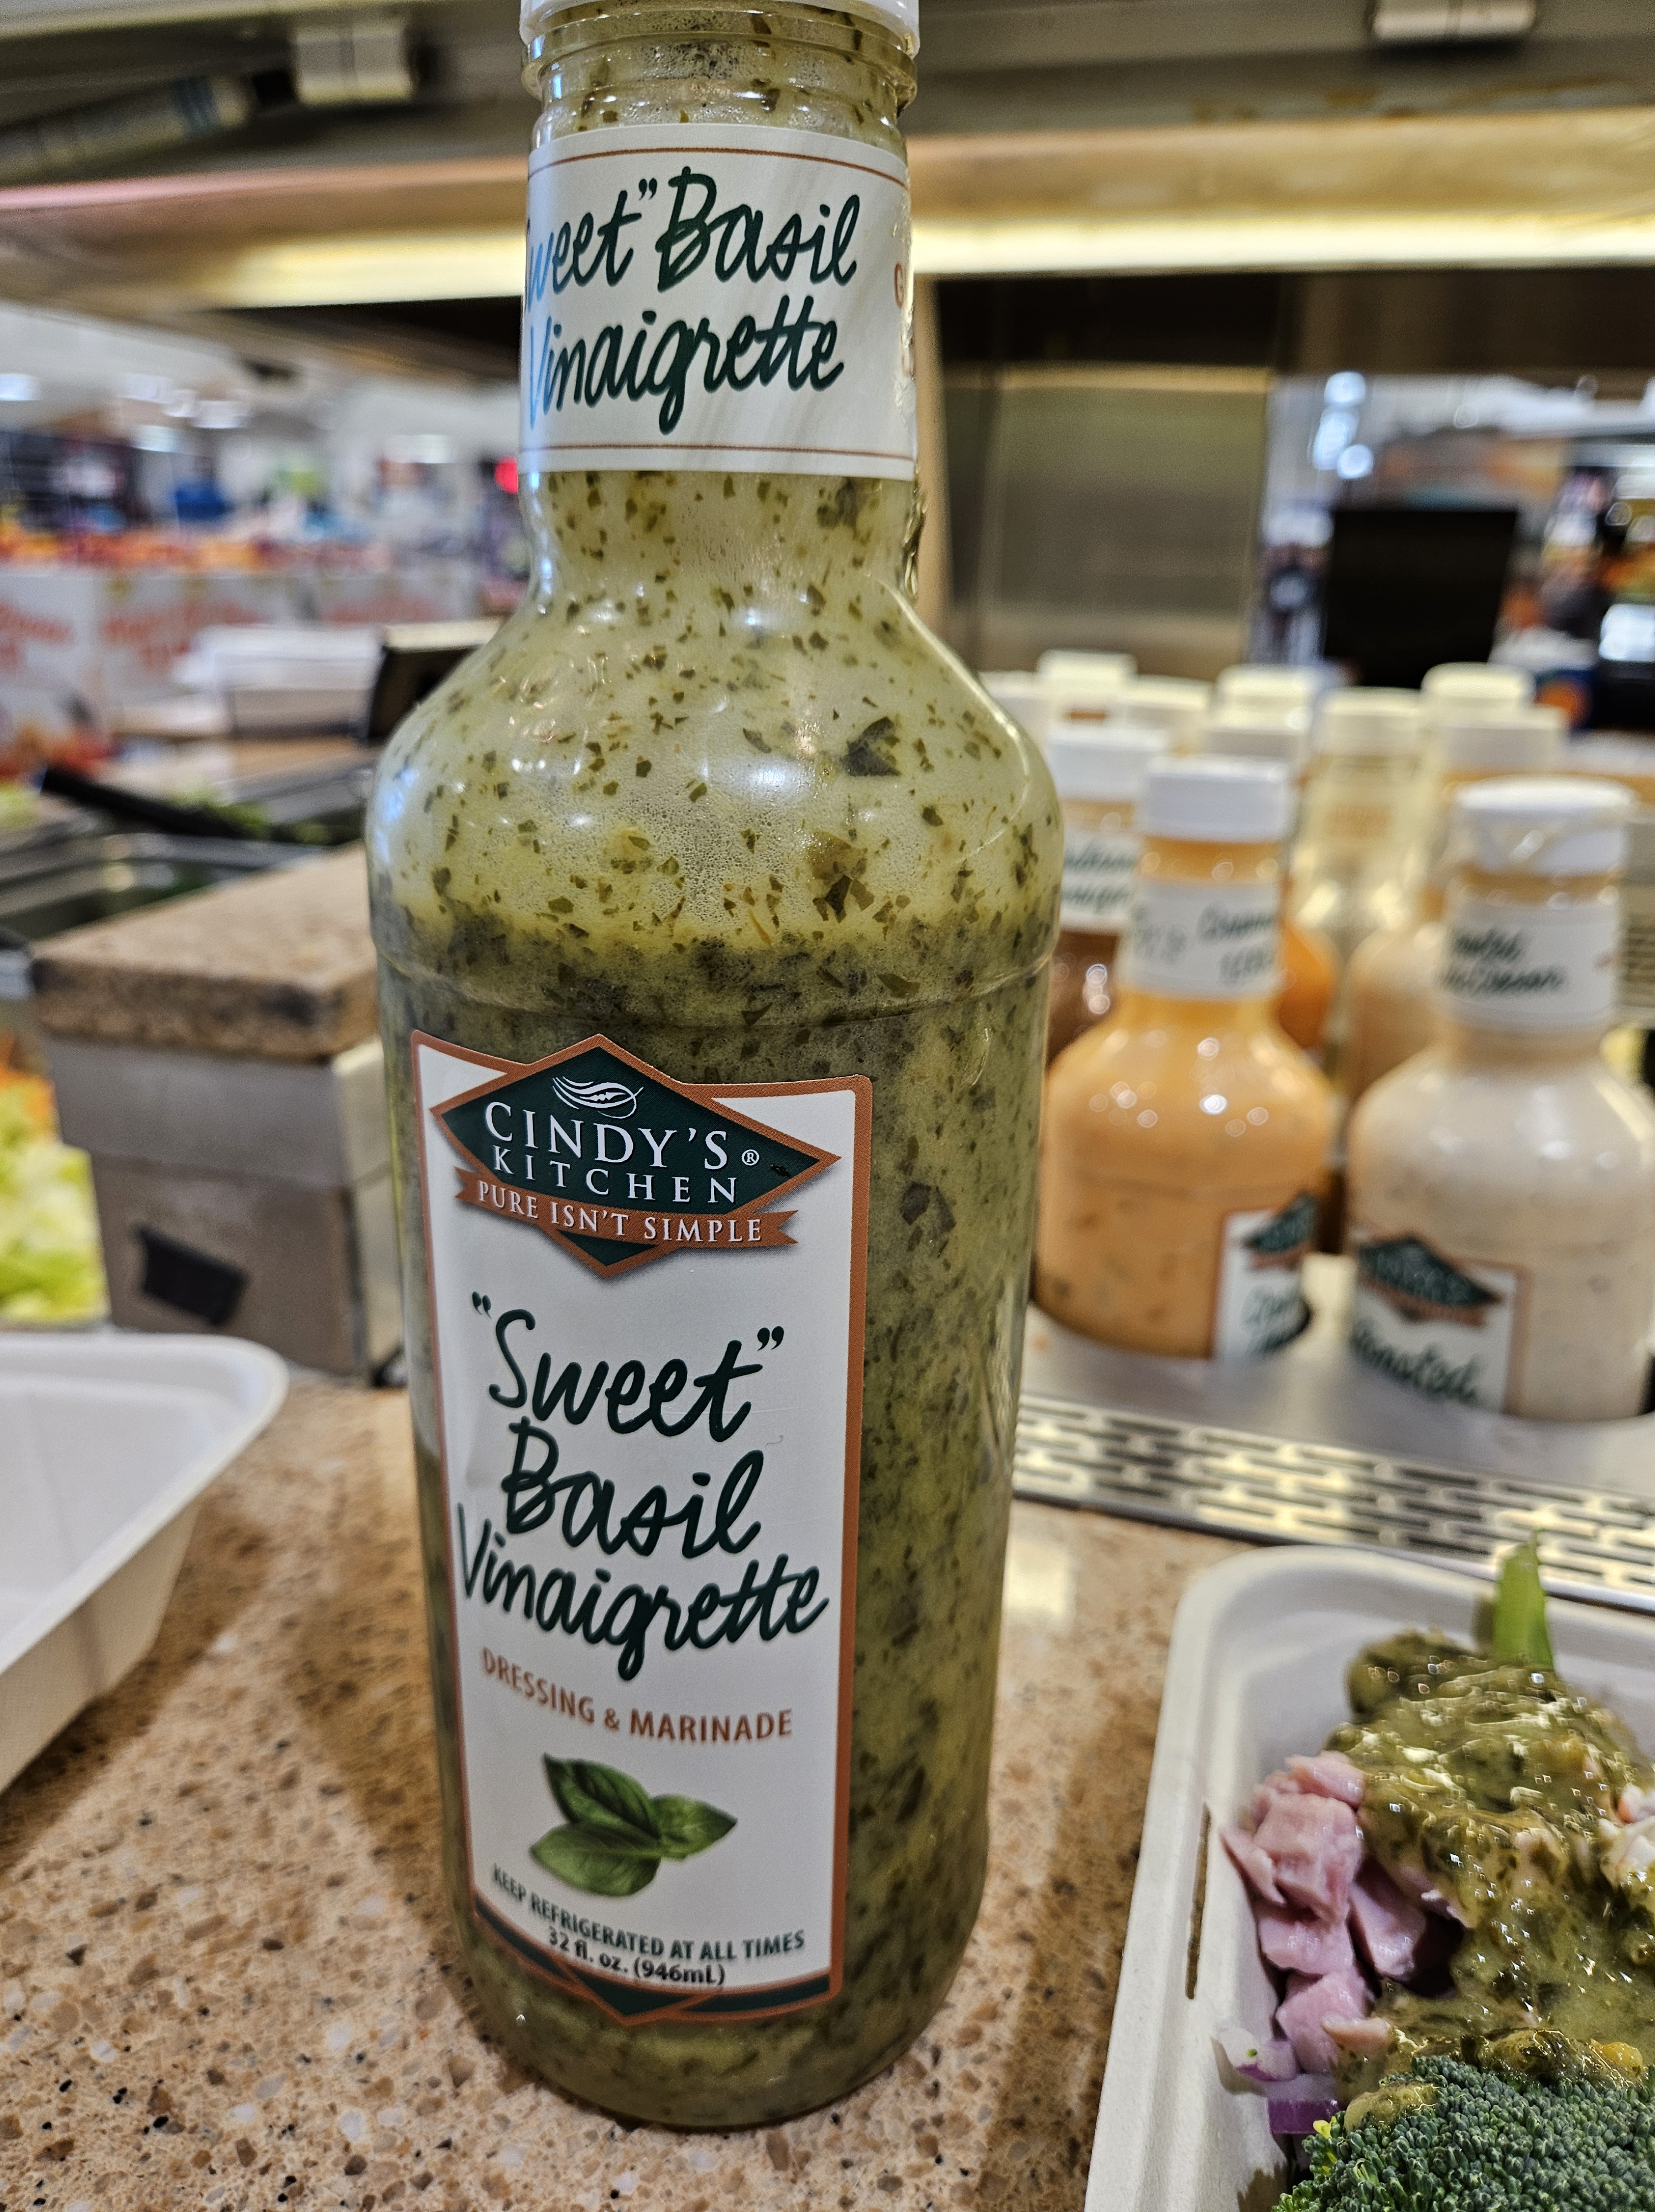 weet" Basil
Vinaigrette
CINDY'S®
KITCHEN
PURE ISN'T SIMPLE
"Sweet"
Basil
Vinaigrette
DRESSING & MARINADE
KEEP REFRIGERATED AT ALL TIMES
32 fl. oz. (946mL)